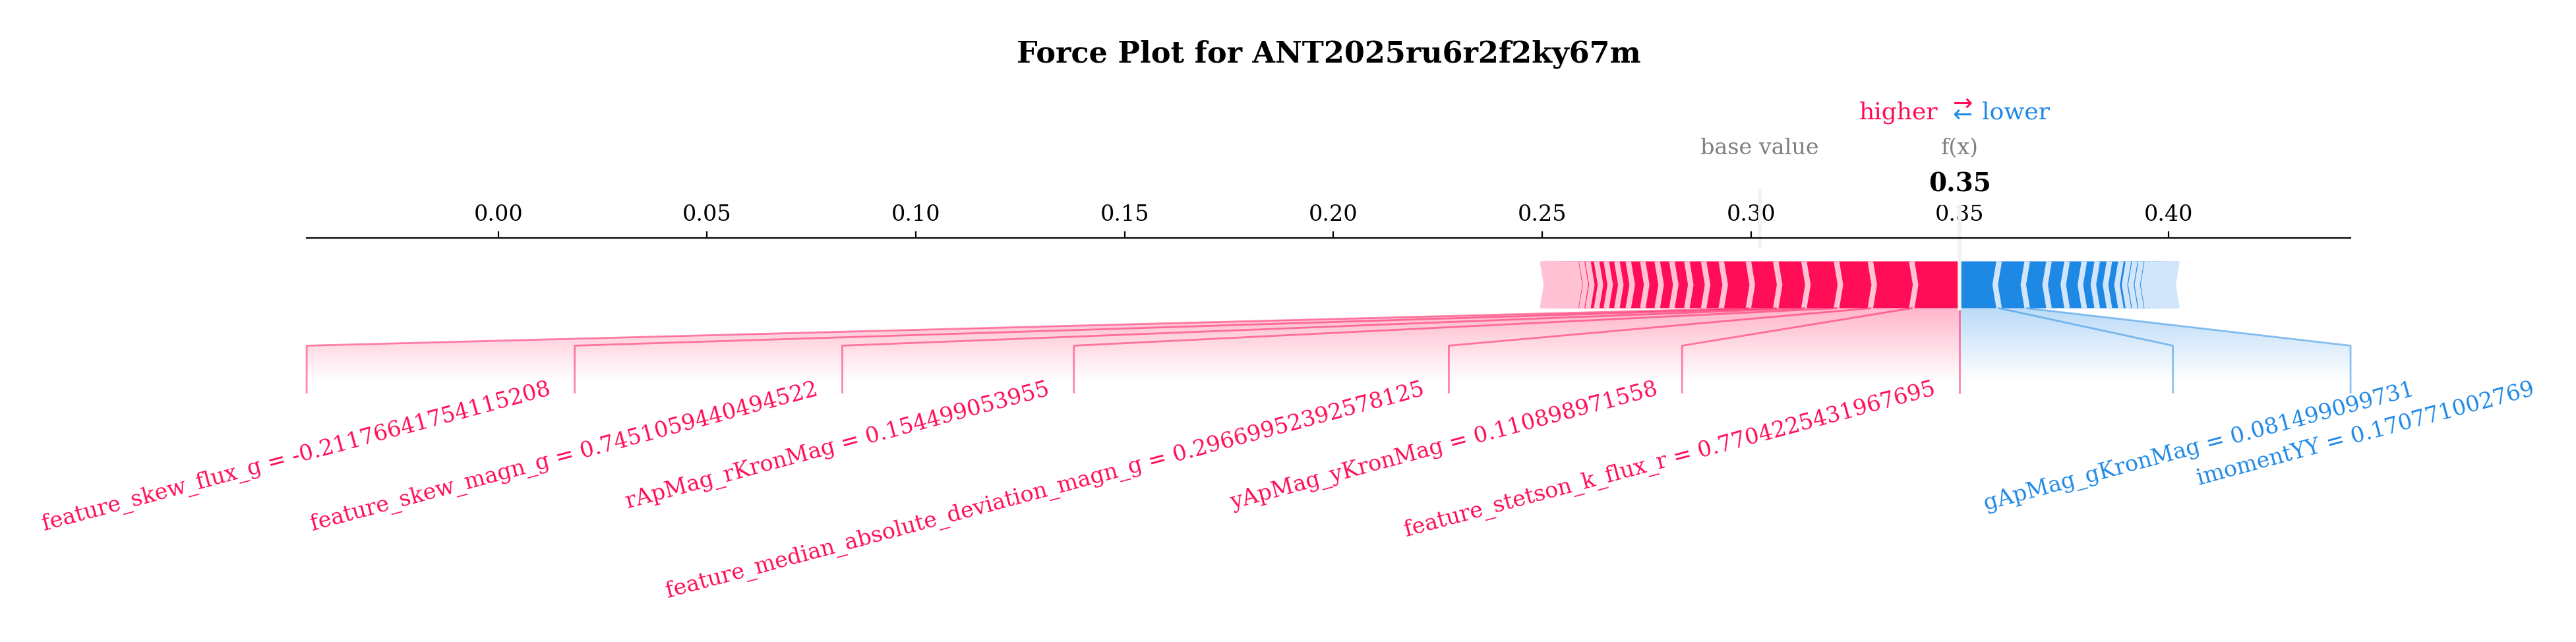 Force Plot for ANT2025ru6r2f2ky67m
higher ⇄ lower
base value f(x)
0.35
0.00 0.05 0.10 0.15 0.20 0.25 0.30 0.35 0.40
feature_skew_flux_g = -0.21176641754115208
feature_skew_magn_g = 0.7451059440494522
rApMag_rKronMag = 0.154499053955
feature_median_absolute_deviation_magn_g = 0.29669952392578125
yApMag_yKronMag = 0.110898971558
feature_stetson_k_flux_r = 0.7704225431967695
gApMag_gKronMag = 0.081499099731
imomentYY = 0.170771002769